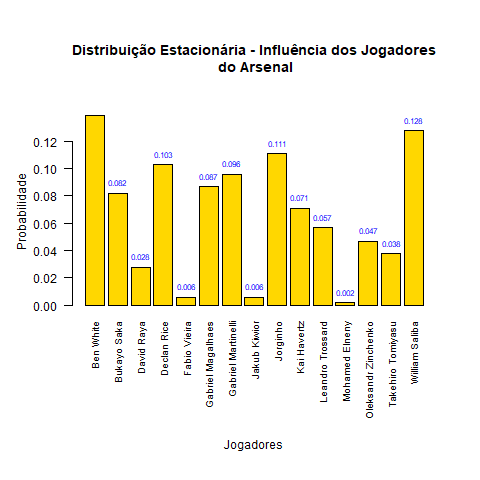 Distribuição Estacionária - Influência dos Jogadores
do Arsenal
Probabilidade
0.12
0.10
0.08
0.06
0.04
0.02
0.00
0.082
0.028
0.103
0.006
0.087
0.096
0.006
0.111
0.071
0.057
0.002
0.047
0.038
0.128
Ben White
Bukayo Saka
David Raya
Declan Rice
Fabio Vieira
Gabriel Magalhaes
Gabriel Martinelli
Jakub Kiwior
Jorginho
Kai Havertz
Leandro Trossard
Mohamed Elneny
Oleksandr Zinchenko
Takehiro Tomiyasu
William Saliba
Jogadores